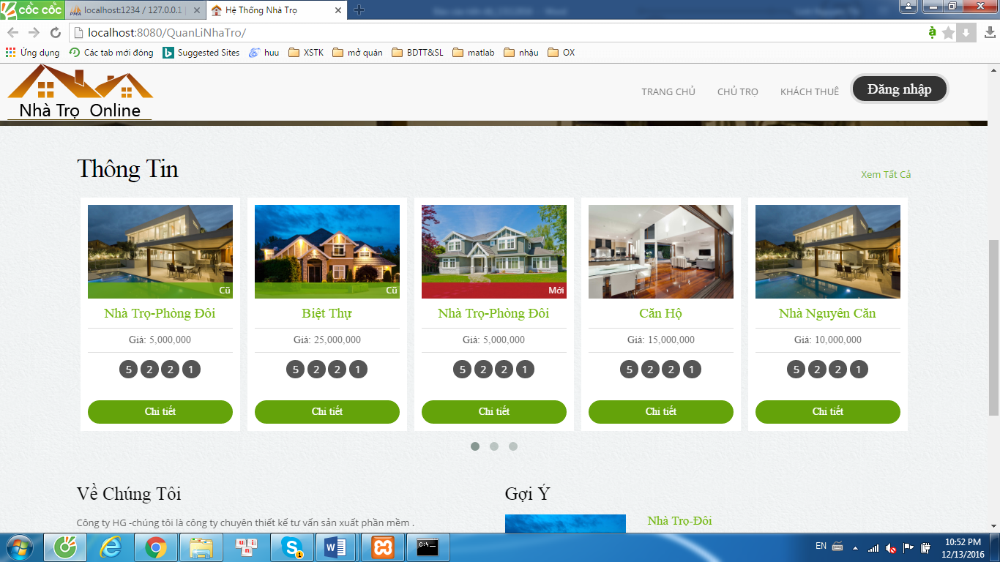 cốc cốc
localhost:1234 / 127.0.0.1 |
Hệ Thống Nhà Trọ
localhost:8080/QuanLiNhaTro/
Ứng dụng
Các tab mới đóng
Suggested Sites
huu
XSTK
mở quán
BDTT&SL
matlab
nhậu
OX
Nhà Trọ Online
TRANG CHỦ
CHỦ TRỌ
KHÁCH THUÊ
Đăng nhập
Thông Tin
Xem Tất Cả
Cũ
Cũ
Mới
Nhà Trọ-Phòng Đôi
Biệt Thự
Nhà Trọ-Phòng Đôi
Căn Hộ
Nhà Nguyên Căn
Giá: 5,000,000
Giá: 25,000,000
Giá: 5,000,000
Giá: 15,000,000
Giá: 10,000,000
5 2 2 1
5 2 2 1
5 2 2 1
5 2 2 1
5 2 2 1
Chi tiết
Chi tiết
Chi tiết
Chi tiết
Chi tiết
Về Chúng Tôi
Gợi Ý
Công ty HG -chúng tôi là công ty chuyên thiết kế tư vấn sản xuất phần mềm .
Nhà Trọ-Đôi
EN
10:52 PM
12/13/2016